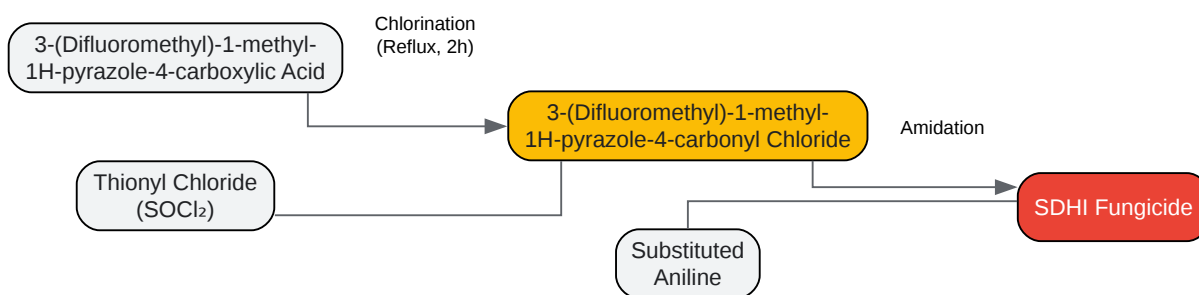 Chlorination
(Reflux, 2h)
3-(Difluoromethyl)-1-methyl-
1H-pyrazole-4-carboxylic Acid
3-(Difluoromethyl)-1-methyl-
1H-pyrazole-4-carbonyl Chloride
Amidation
Thionyl Chloride
(SOCl₂)
SDHI Fungicide
Substituted
Aniline